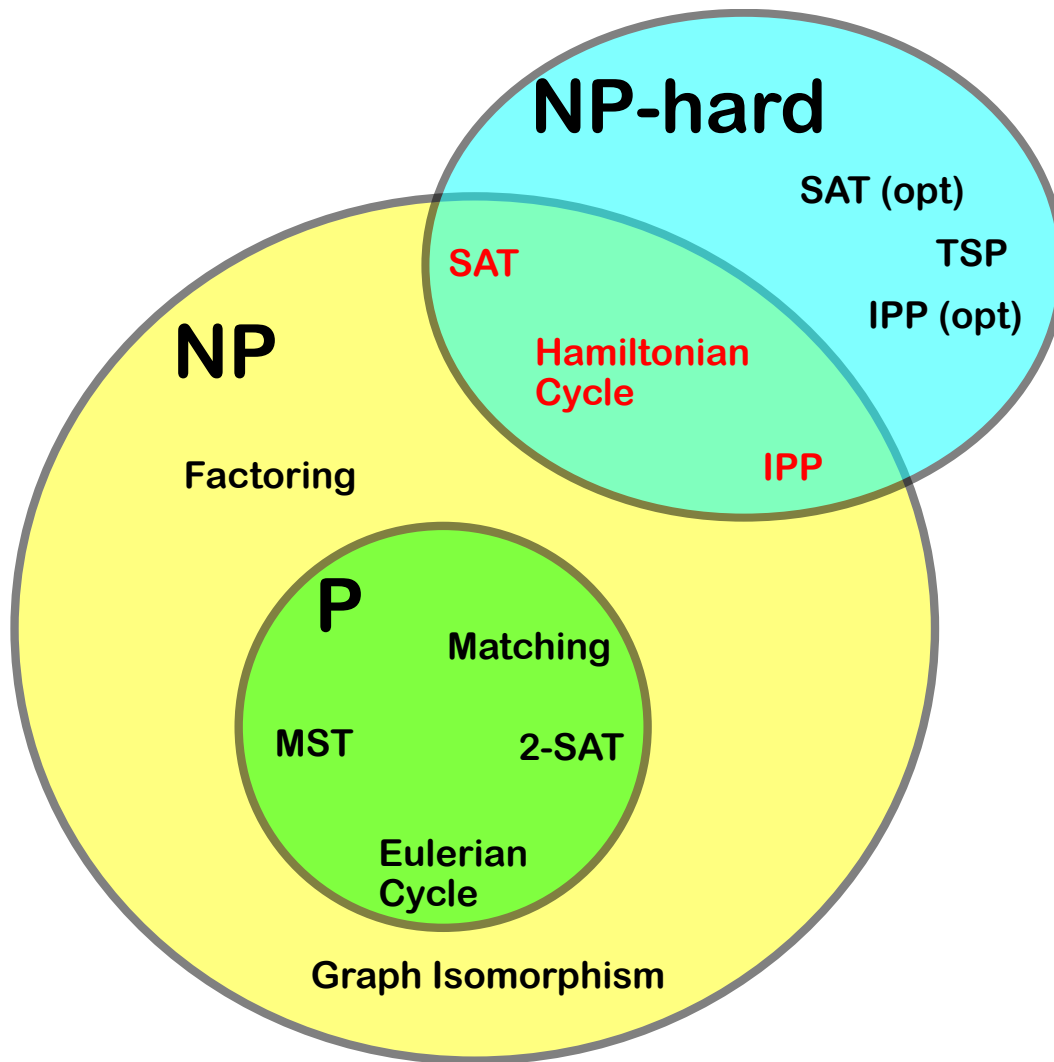 NP-hard
SAT (opt)
TSP
IPP (opt)
SAT
Hamiltonian
Cycle
IPP
NP
Factoring
P
Matching
MST
2-SAT
Eulerian
Cycle
Graph Isomorphism